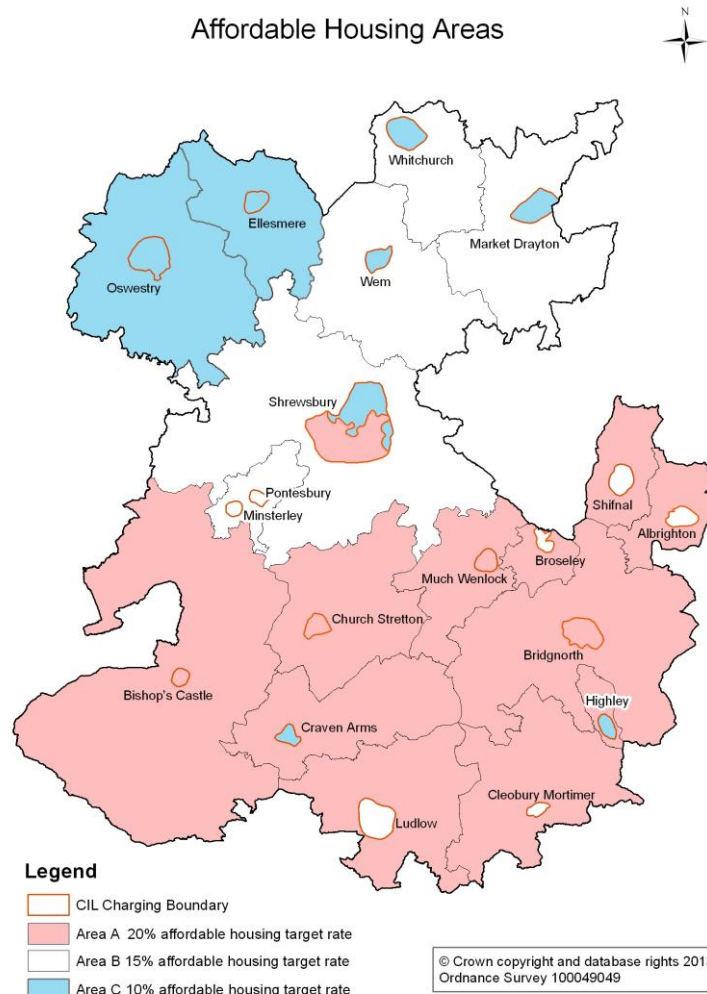 Affordable Housing Areas
N
Whitchurch
Ellesmere
Market Drayton
Oswestry
Wem
Shrewsbury
Pontesbury
Minsterley
Shifnal
Albrighton
Broseley
Much Wenlock
Church Stretton
Bridgnorth
Bishop's Castle
Highley
Craven Arms
Cleobury Mortimer
Ludlow
Legend
CIL Charging Boundary
Area A 20% affordable housing target rate
Area B 15% affordable housing target rate
Area C 10% affordable housing target rate
© Crown copyright and database rights
Ordnance Survey 100049049